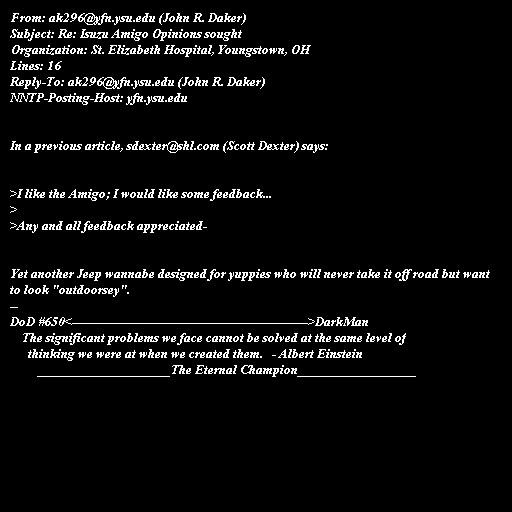 From: ak296@yfn.ysu.edu (John R. Daker)
Subject: Re: Isuzu Amigo Opinions sought
Organization: St. Elizabeth Hospital, Youngstown, OH
Lines: 16
Reply-To: ak296@yfn.ysu.edu (John R. Daker)
NNTP-Posting-Host: yfn.ysu.edu
In a previous article, sdexter@shl.com (Scott Dexter) says:
>I like the Amigo; I would like some feedback...
>
>Any and all feedback appreciated-
Yet another Jeep wannabe designed for yuppies who will never take it off road but want
to look "outdoorsey".
--
DoD #650<----------------------------------------------------------->DarkMan
The significant problems we face cannot be solved at the same level of
thinking we were at when we created them. - Albert Einstein
___________________The Eternal Champion_________________